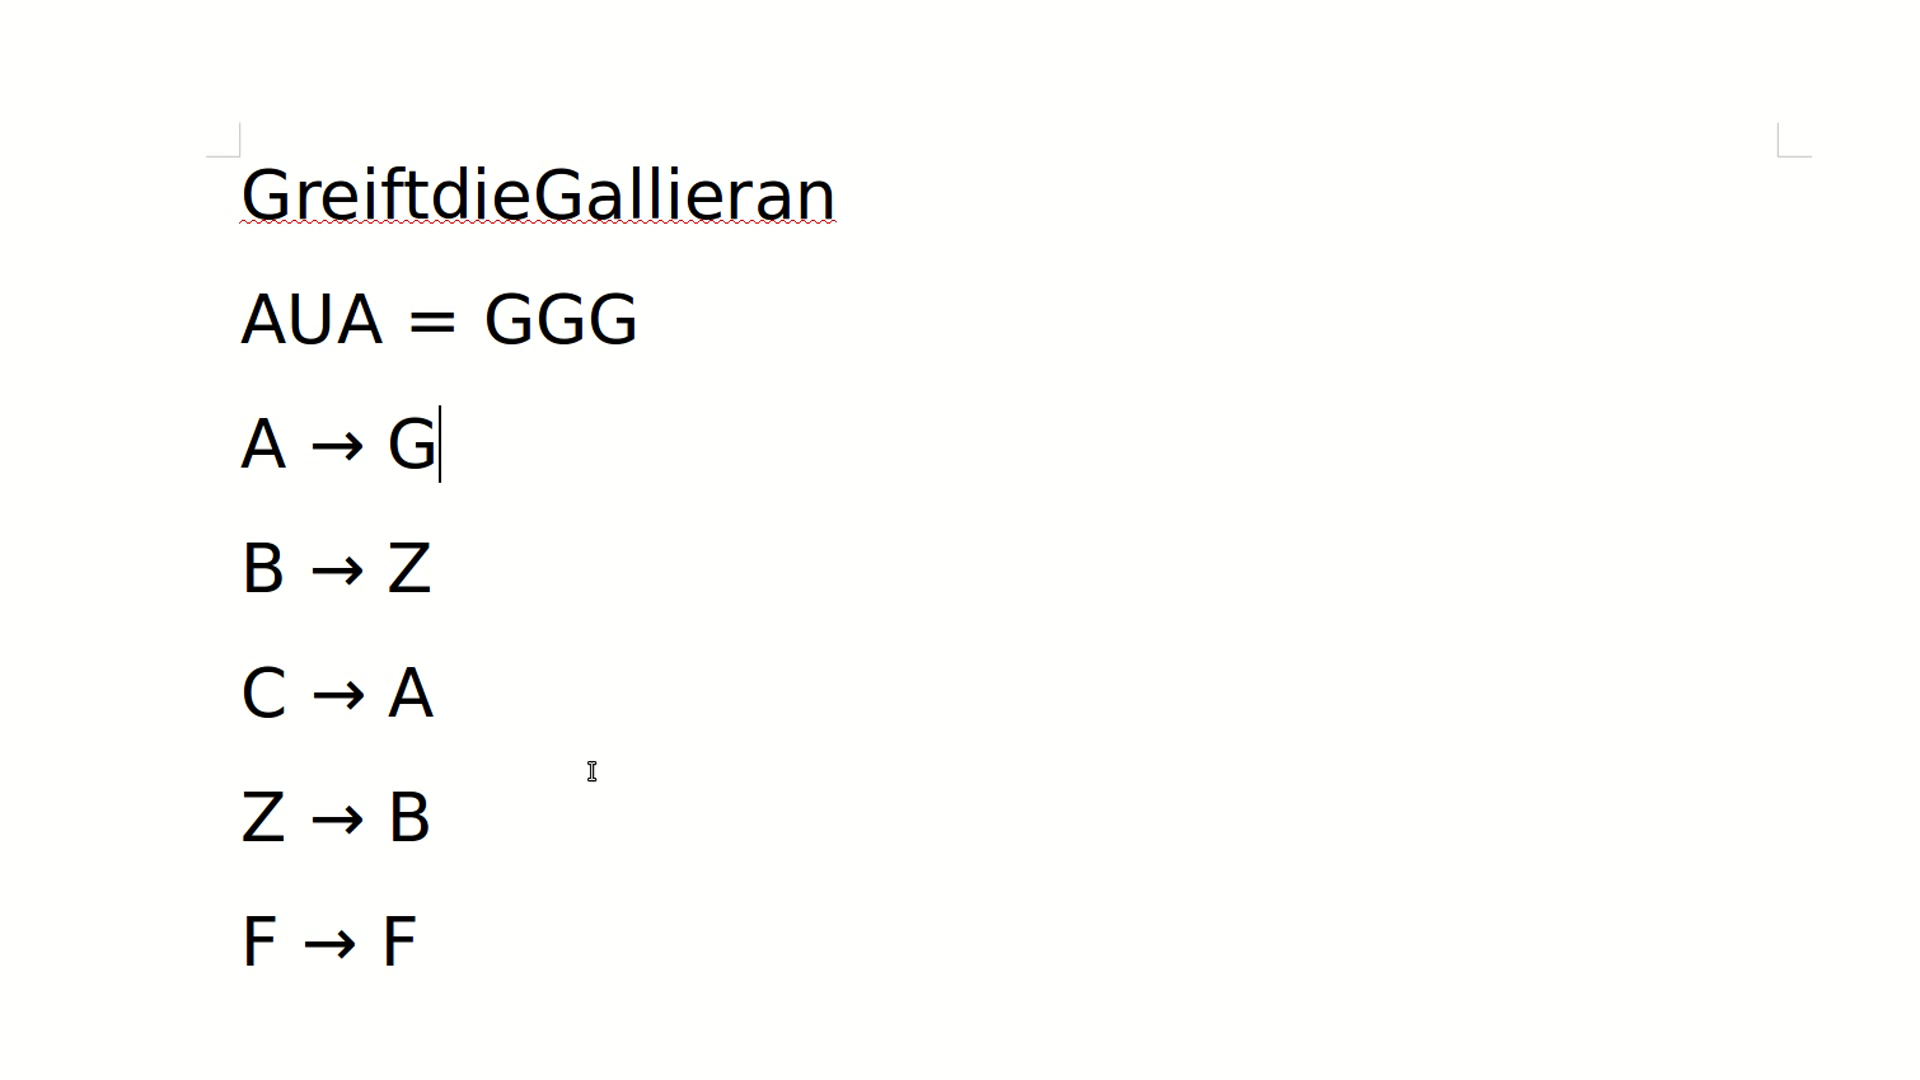 GreiftdieGallieran
AUA = GGG
A → G
B → Z
C → A
Z → B
F → F